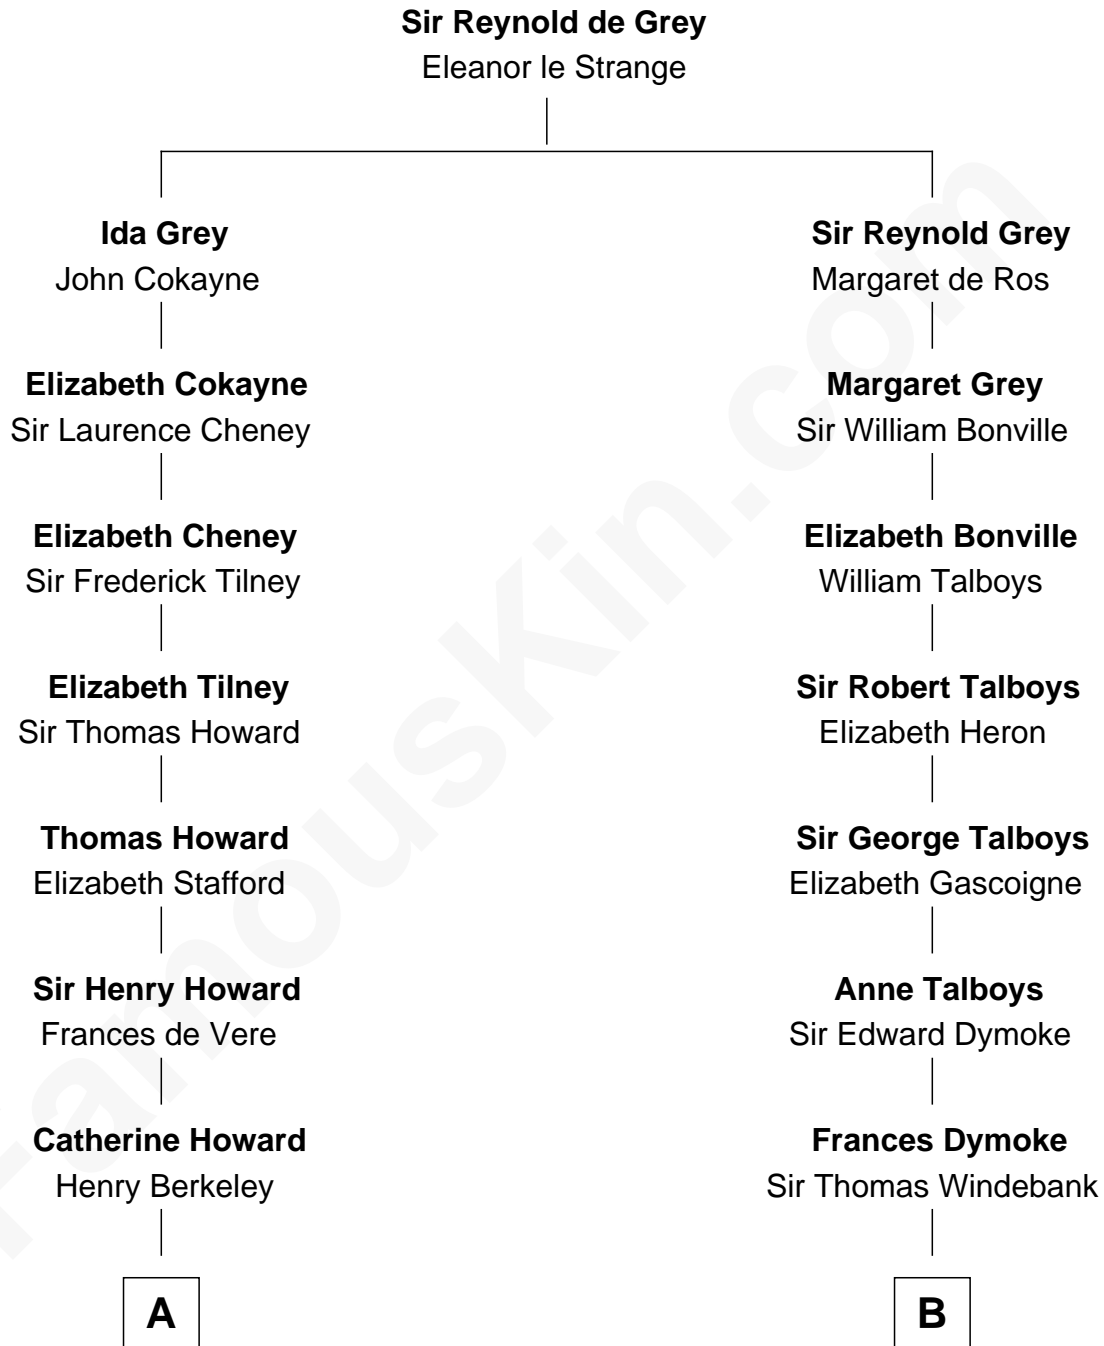 Sir Reynold de Grey
Eleanor le Strange
Ida Grey
John Cokayne
Sir Reynold Grey
Margaret de Ros
Elizabeth Cokayne
Sir Laurence Cheney
Margaret Grey
Sir William Bonville
Elizabeth Cheney
Sir Frederick Tilney
Elizabeth Bonville
William Talboys
Elizabeth Tilney
Sir Thomas Howard
Sir Robert Talboys
Elizabeth Heron
Thomas Howard
Elizabeth Stafford
Sir George Talboys
Elizabeth Gascoigne
Sir Henry Howard
Frances de Vere
Anne Talboys
Sir Edward Dymoke
Catherine Howard
Henry Berkeley
Frances Dymoke
Sir Thomas Windebank
A
B
FamousKin.com